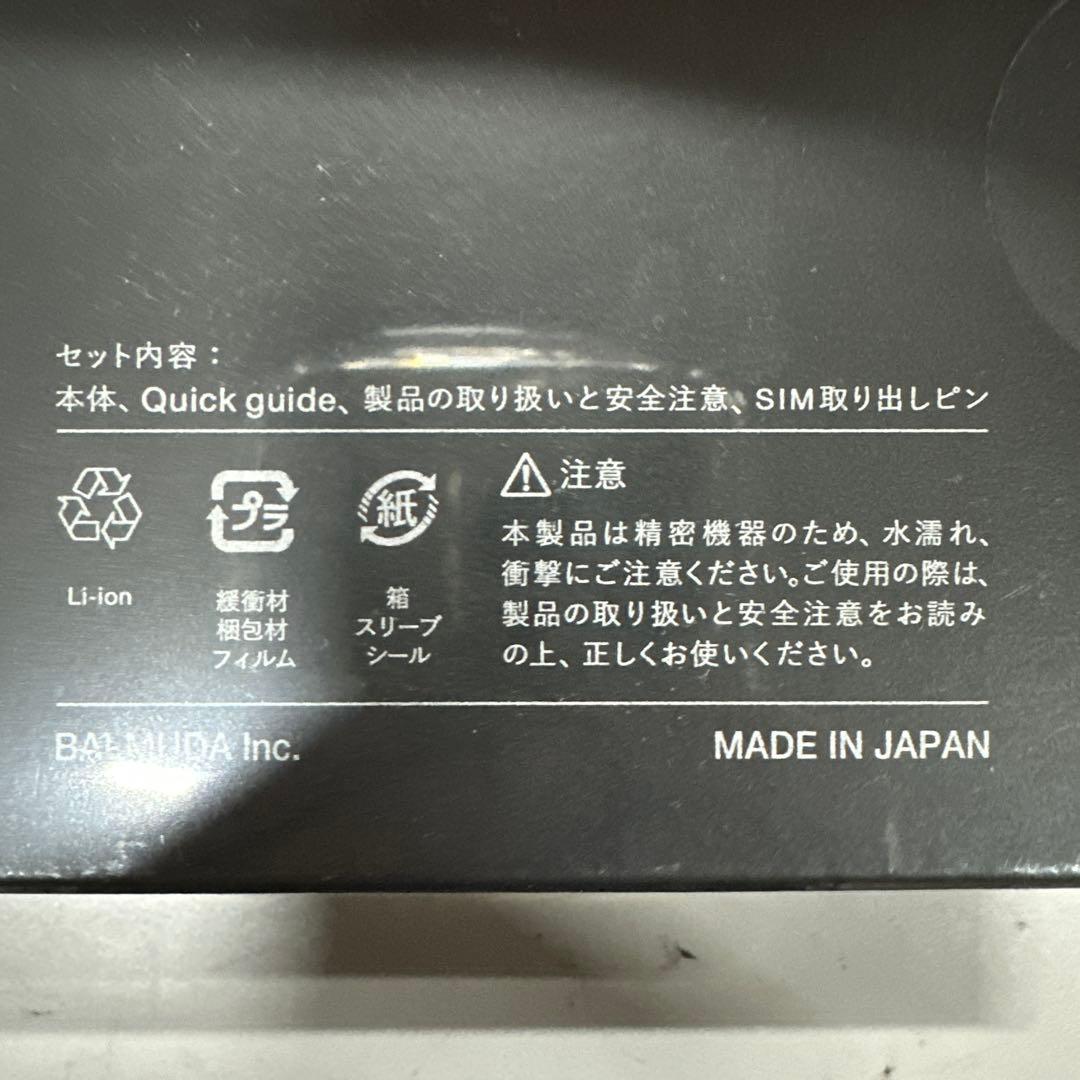 セット内容：
本体、Quick guide、製品の取り扱いと安全注意、SIM取り出しピン
Li-ion
プラ
緩衝材
梱包材
フィルム
紙
箱
スリーブ
シール
注意
本製品は精密機器のため、水濡れ、
衝撃にご注意ください。ご使用の際は、
製品の取り扱いと安全注意をお読み
の上、正しくお使いください。
BALMUDA Inc.
MADE IN JAPAN